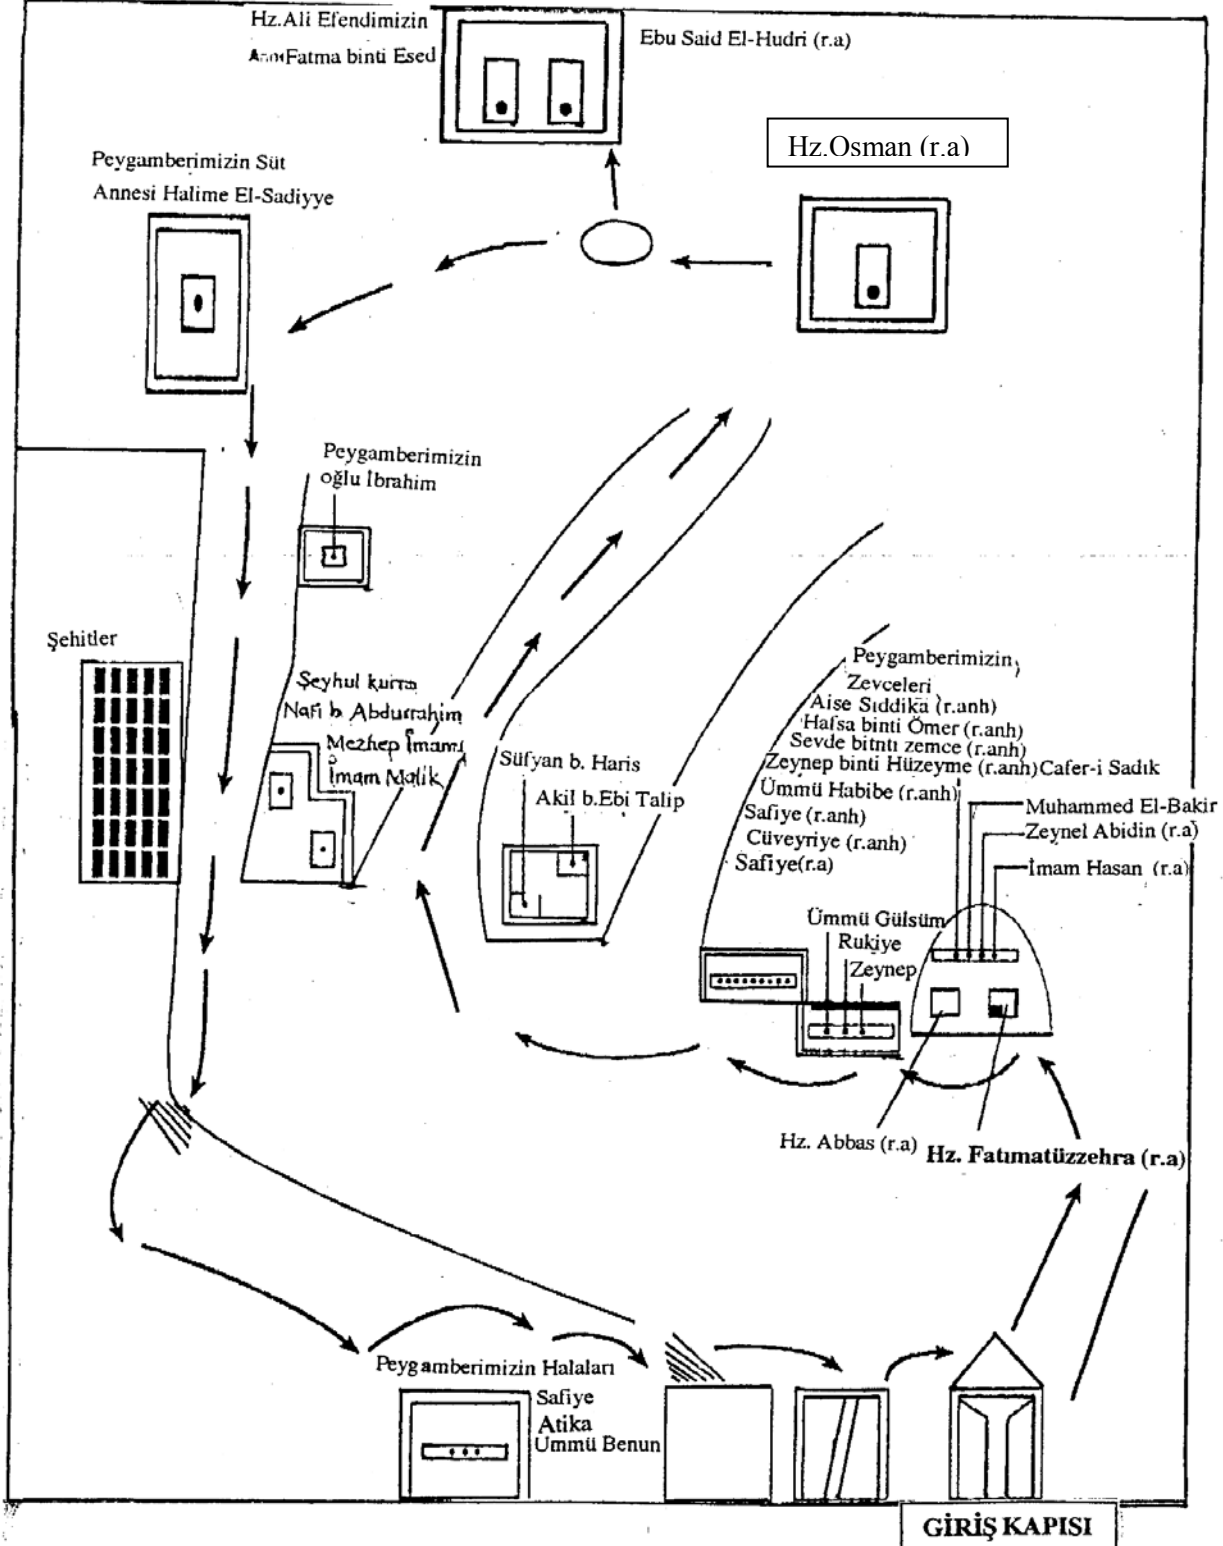 Hz.Ali Efendimizin
Fatma binti Esed
Ebu Said El-Hudri (r.a)
Hz.Osman (r.a)
Peygamberimizin Süt
Annesi Halime El-Sadiyye
Peygamberimizin
oğlu İbrahim
Şehitler
Şeyhul kurra
Nafi b. Abdurrahim
Mezhep İmamı
İmam Malik
Süfyan b. Haris
Akil b.Ebi Talip
Peygamberimizin
Zevceleri
Aise Sıddika (r.anh)
Hafsa binti Ömer (r.anh)
Sevde bitnti zemce (r.anh)
Zeynep binti Hüzeyme (r.anh)
Ümmü Habibe (r.anh)
Safiye (r.anh)
Cüveyriye (r.anh)
Safiye(r.a)
Cafer-i Sadık
Muhammed El-Bakir
Zeynel Abidin (r.a)
İmam Hasan (r.a)
Ümmü Gülsüm
Rukiye
Zeynep
Hz. Abbas (r.a)
Hz. Fatımatüzzehra (r.a)
Peygamberimizin Halaları
Safiye
Atika
Ümmü Benun
GİRİŞ KAPISI